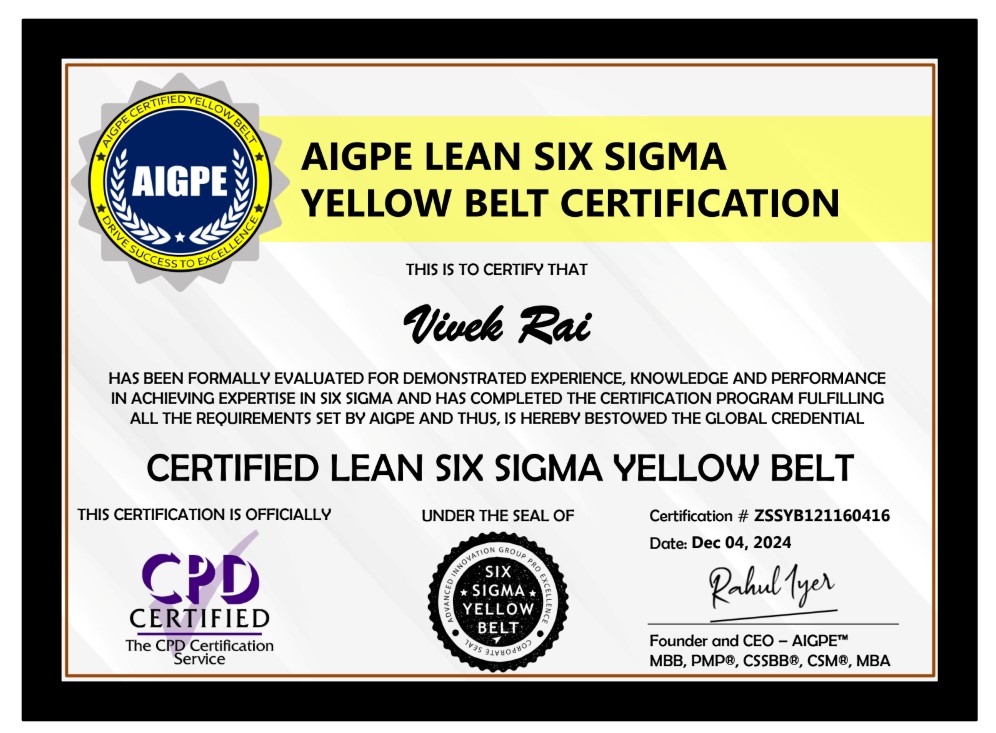 AIGPE CERTIFIED YELLOW BELT
AIGPE
DRIVE SUCCESS TO EXCELLENCE
AIGPE LEAN SIX SIGMA
YELLOW BELT CERTIFICATION
THIS IS TO CERTIFY THAT
Vivek Rai
HAS BEEN FORMALLY EVALUATED FOR DEMONSTRATED EXPERIENCE, KNOWLEDGE AND PERFORMANCE
IN ACHIEVING EXPERTISE IN SIX SIGMA AND HAS COMPLETED THE CERTIFICATION PROGRAM FULFILLING
ALL THE REQUIREMENTS SET BY AIGPE AND THUS, IS HEREBY BESTOWED THE GLOBAL CREDENTIAL
CERTIFIED LEAN SIX SIGMA YELLOW BELT
THIS CERTIFICATION IS OFFICIALLY
CPD
CERTIFIED
The CPD Certification
Service
UNDER THE SEAL OF
ADVANCED INNOVATION GROUP PRO EXCELLENCE
SIX
SIGMA
YELLOW
BELT
CORPORATE SEAL
Certification # ZSSYB121160416
Date: Dec 04, 2024
Rahul Iyer
Founder and CEO – AIGPE™
MBB, PMP®, CSSBB®, CSM®, MBA